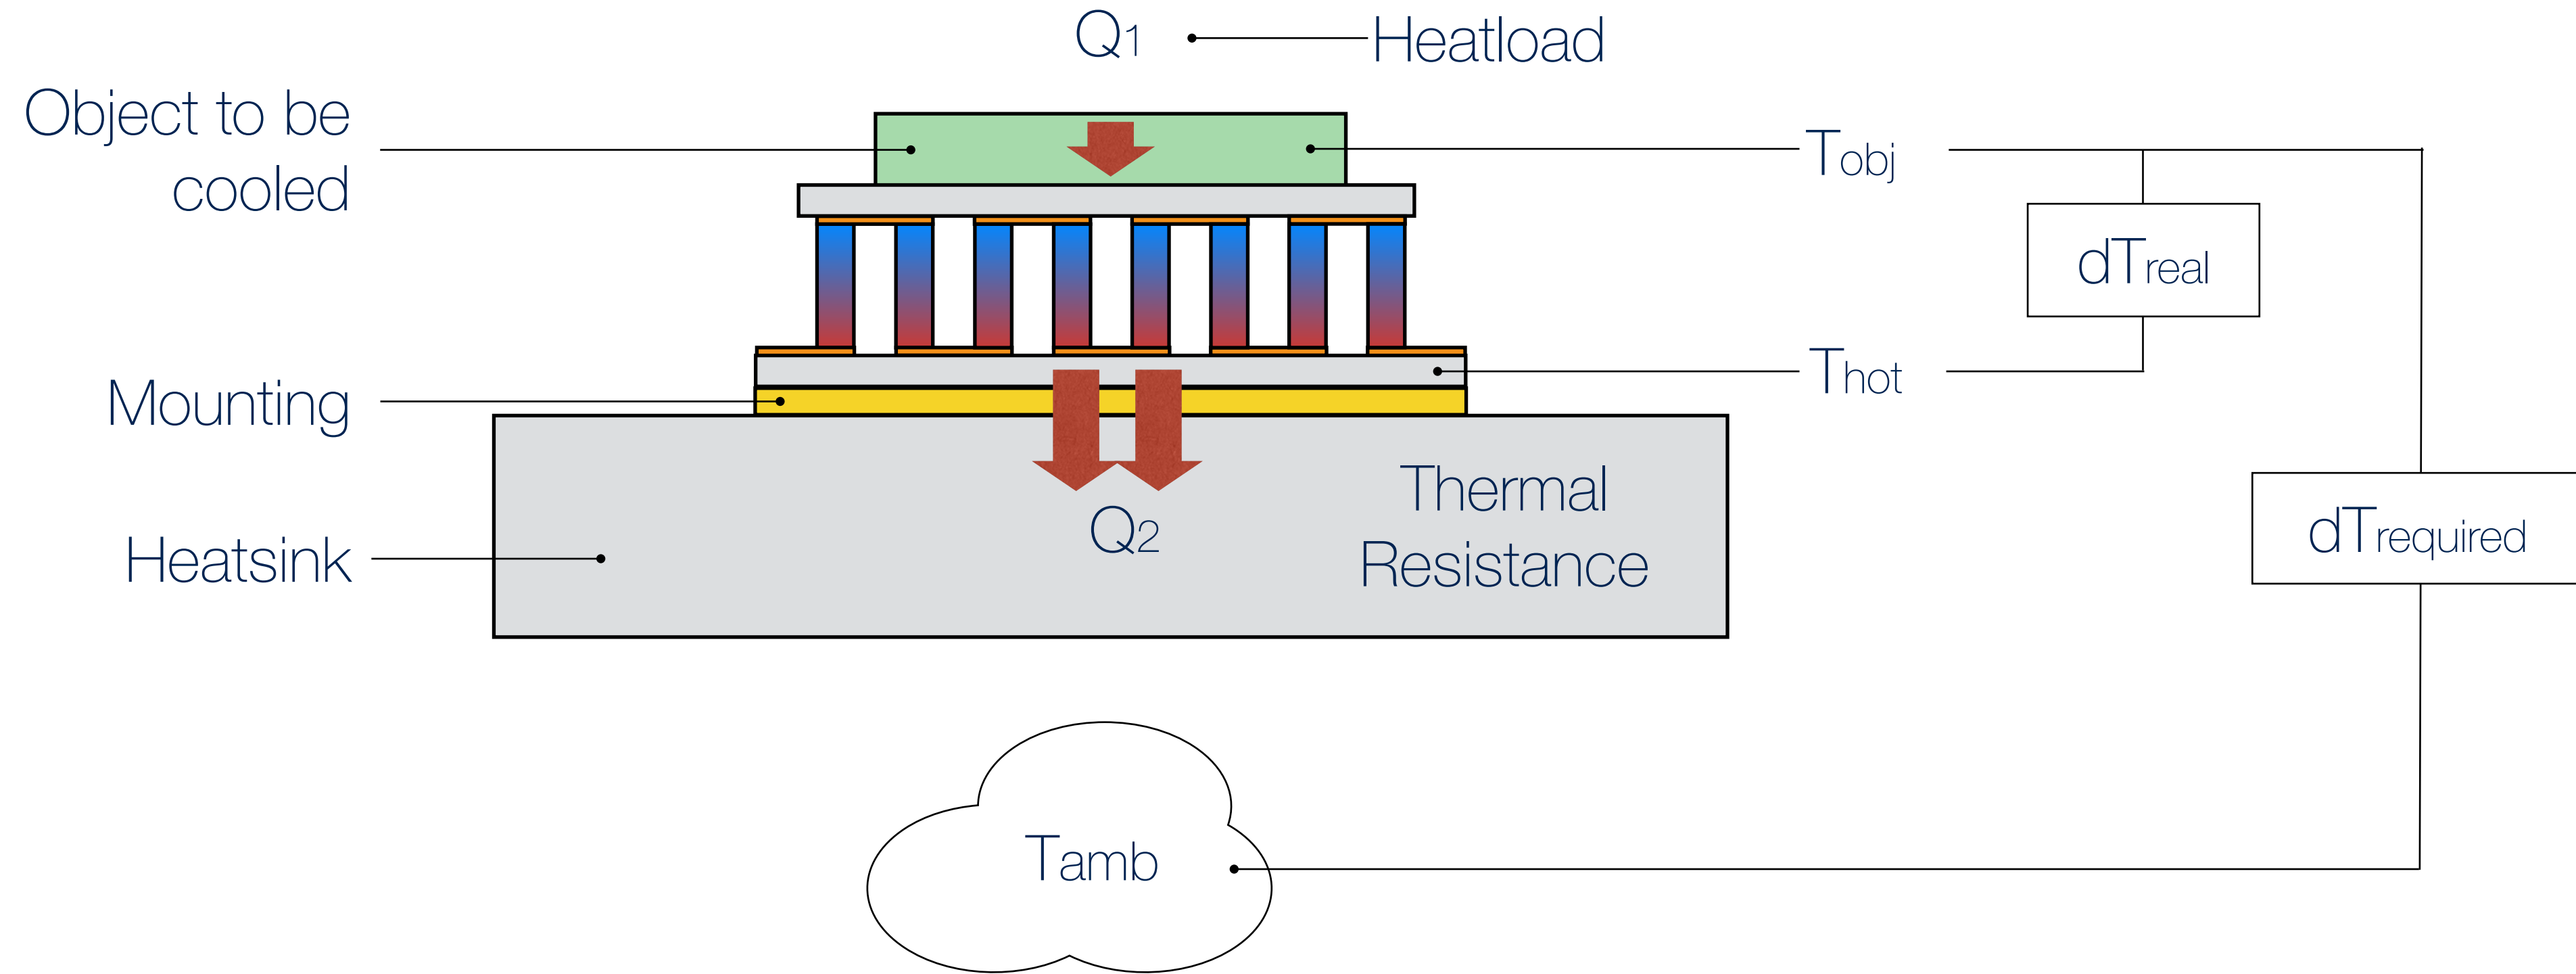 Q1
Heatload
Object to be
cooled
Tobj
dTreal
Thot
Mounting
Thermal
Resistance
Q2
Heatsink
dTrequired
Tamb